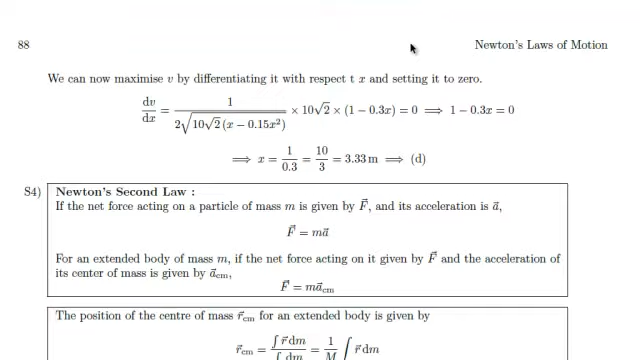 88 Newton's Laws of Motion
We can now maximise v by differentiating it with respect t x and setting it to zero.
dv/dx = 1/(2√(10√2(x − 0.15x²))) × 10√2 × (1 − 0.3x) = 0 ⟹ 1 − 0.3x = 0
⟹ x = 1/0.3 = 10/3 = 3.33 m ⟹ (d)
S4) Newton's Second Law :
If the net force acting on a particle of mass m is given by F⃗, and its acceleration is a⃗,
F⃗ = ma⃗
For an extended body of mass m, if the net force acting on it given by F⃗ and the acceleration of
its center of mass is given by a⃗cm,
F⃗ = ma⃗cm
The position of the centre of mass r⃗cm for an extended body is given by
r⃗cm = ∫ r⃗ dm / ∫ dm = 1/M ∫ r⃗ dm